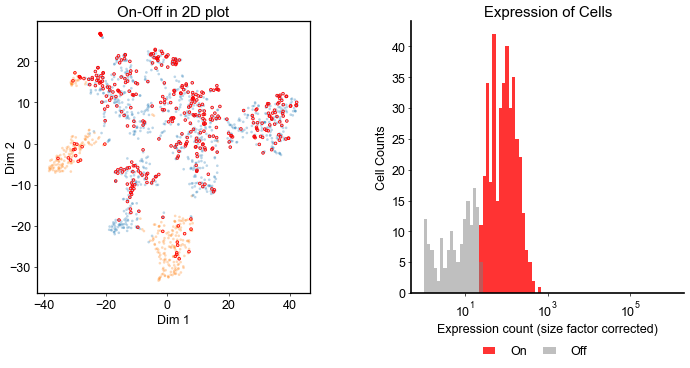 On-Off in 2D plot
Expression of Cells
Dim 2
20
10
0
−10
−20
−30
−40
−20
0
20
40
Dim 1
Cell Counts
40
35
30
25
20
15
10
5
0
10^1
10^3
10^5
Expression count (size factor corrected)
On
Off